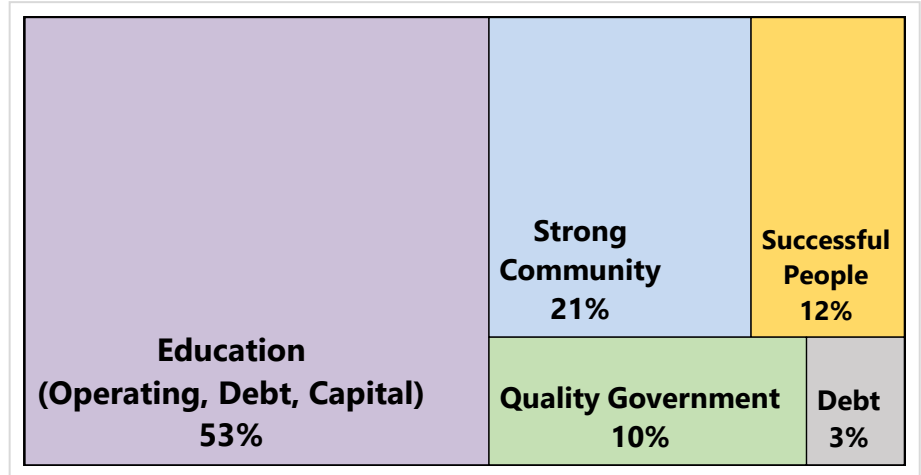 Education
(Operating, Debt, Capital)
53%
Strong
Community
21%
Successful
People
12%
Quality Government
10%
Debt
3%